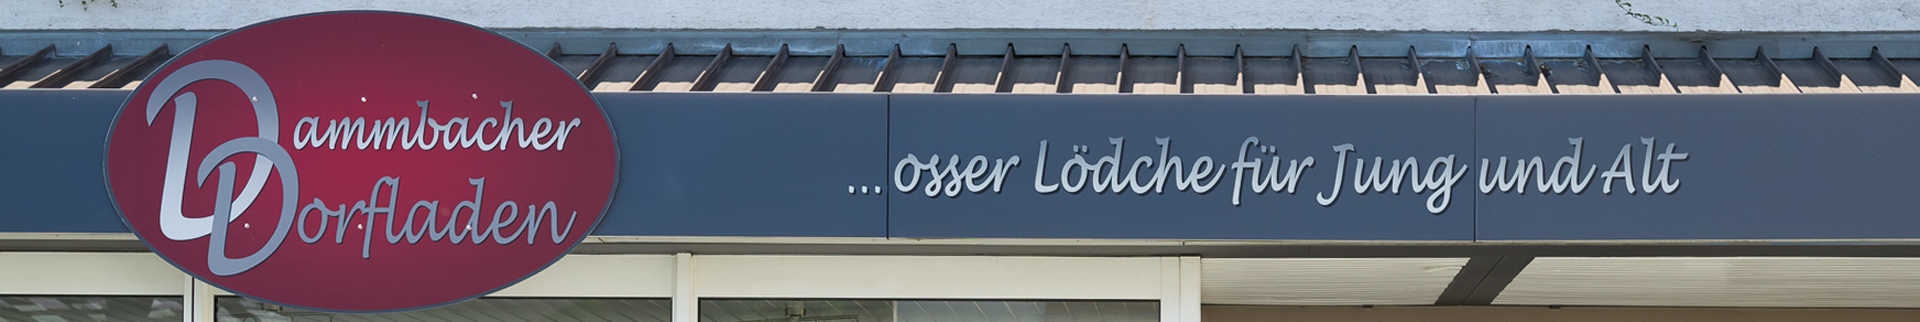 Dammbacher
Dorfladen
... osser Lödche für Jung und Alt